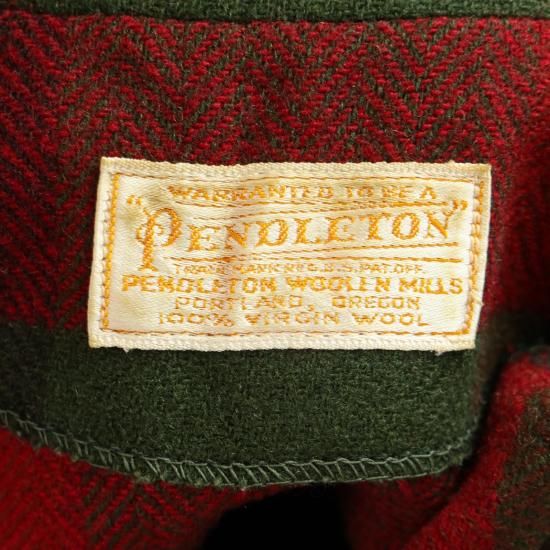 WARRANTED TO BE A
"PENDLETON"
TRADE MARK REG. U.S. PAT. OFF.
PENDLETON WOOLEN MILLS
PORTLAND, OREGON
100% VIRGIN WOOL